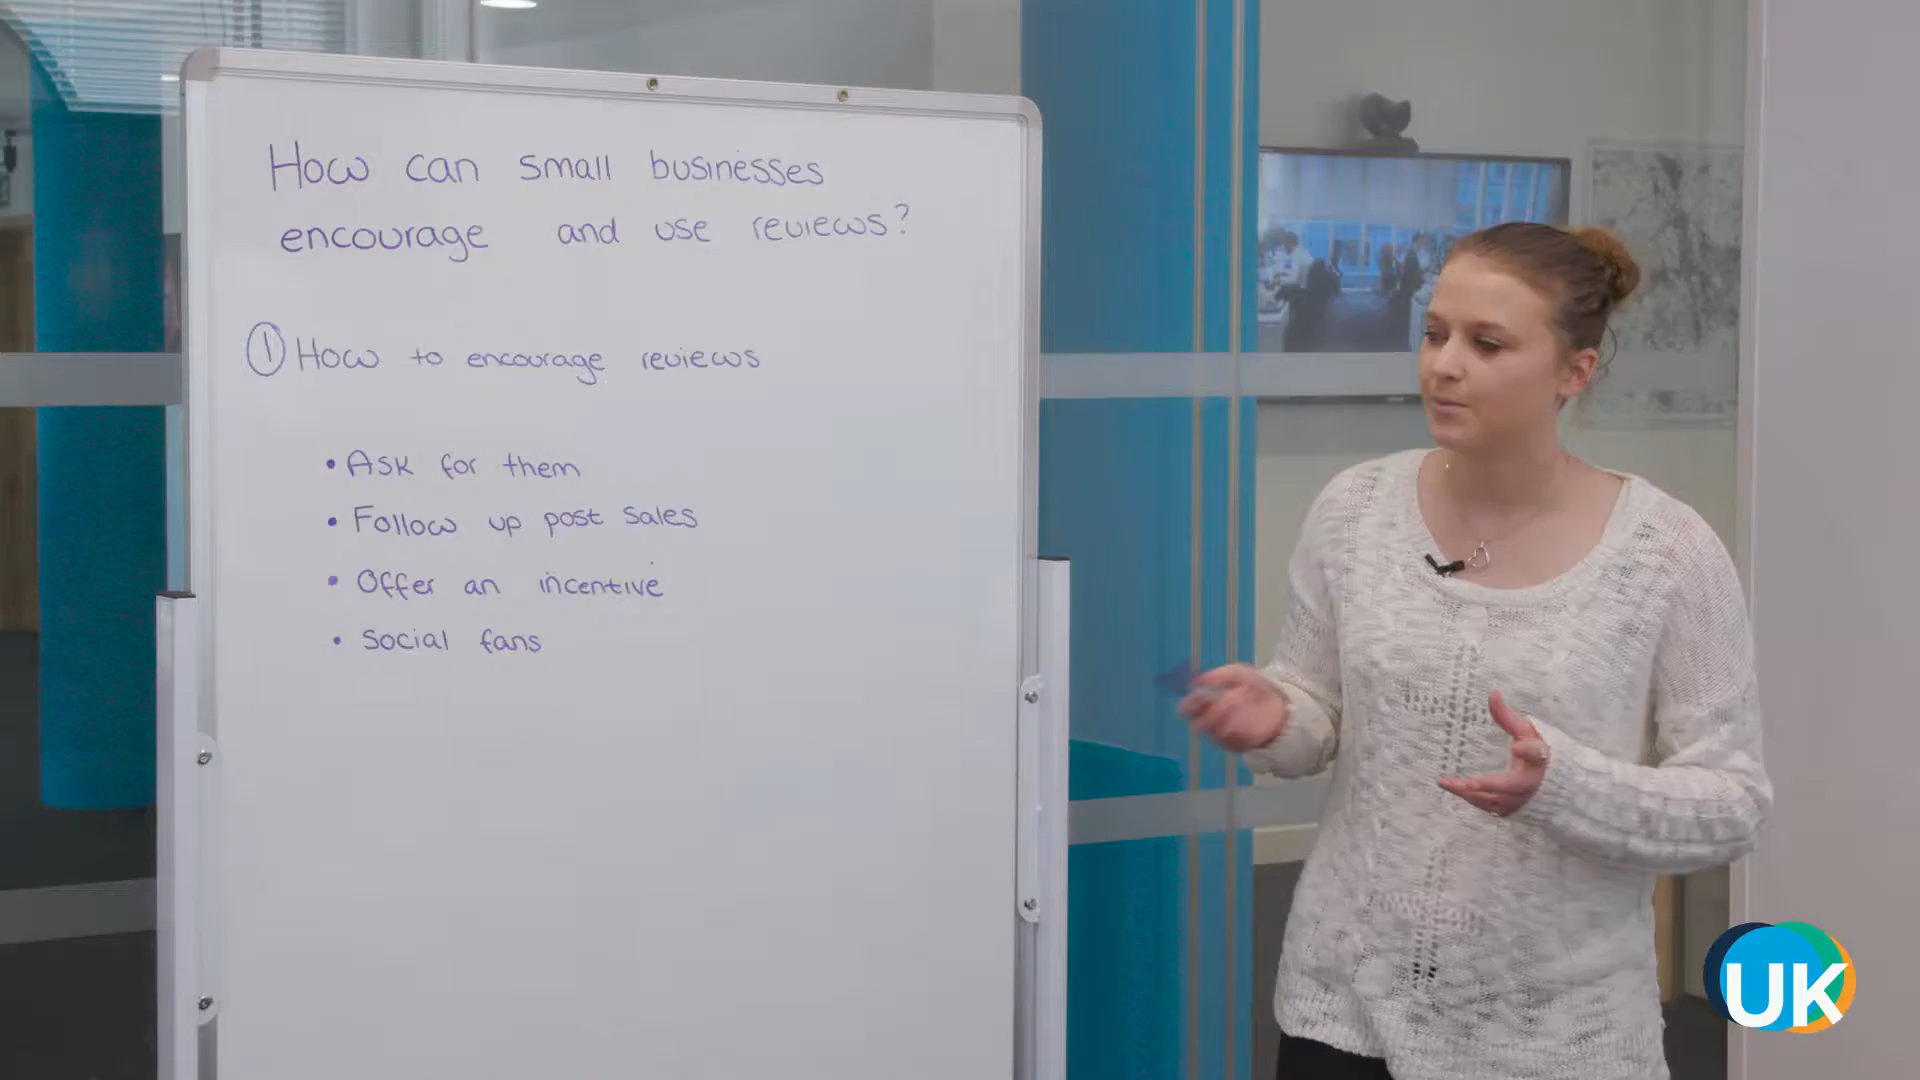 How can small businesses
encourage and use reviews?
① How to encourage reviews
• Ask for them
• Follow up post sales
• Offer an incentive
• Social fans
UK